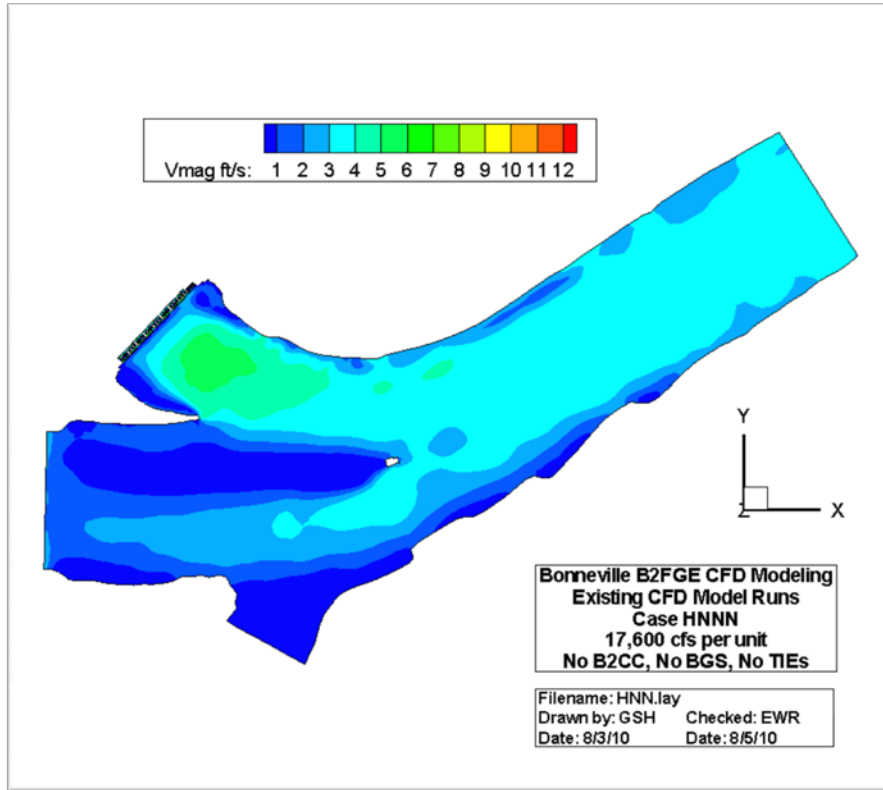 Vmag ft/s: 1 2 3 4 5 6 7 8 9 10 11 12
Y
Z X
Bonneville B2FGE CFD Modeling
Existing CFD Model Runs
Case HNNN
17,600 cfs per unit
No B2CC, No BGS, No TIEs
Filename: HNN.lay
Drawn by: GSH Checked: EWR
Date: 8/3/10 Date: 8/5/10